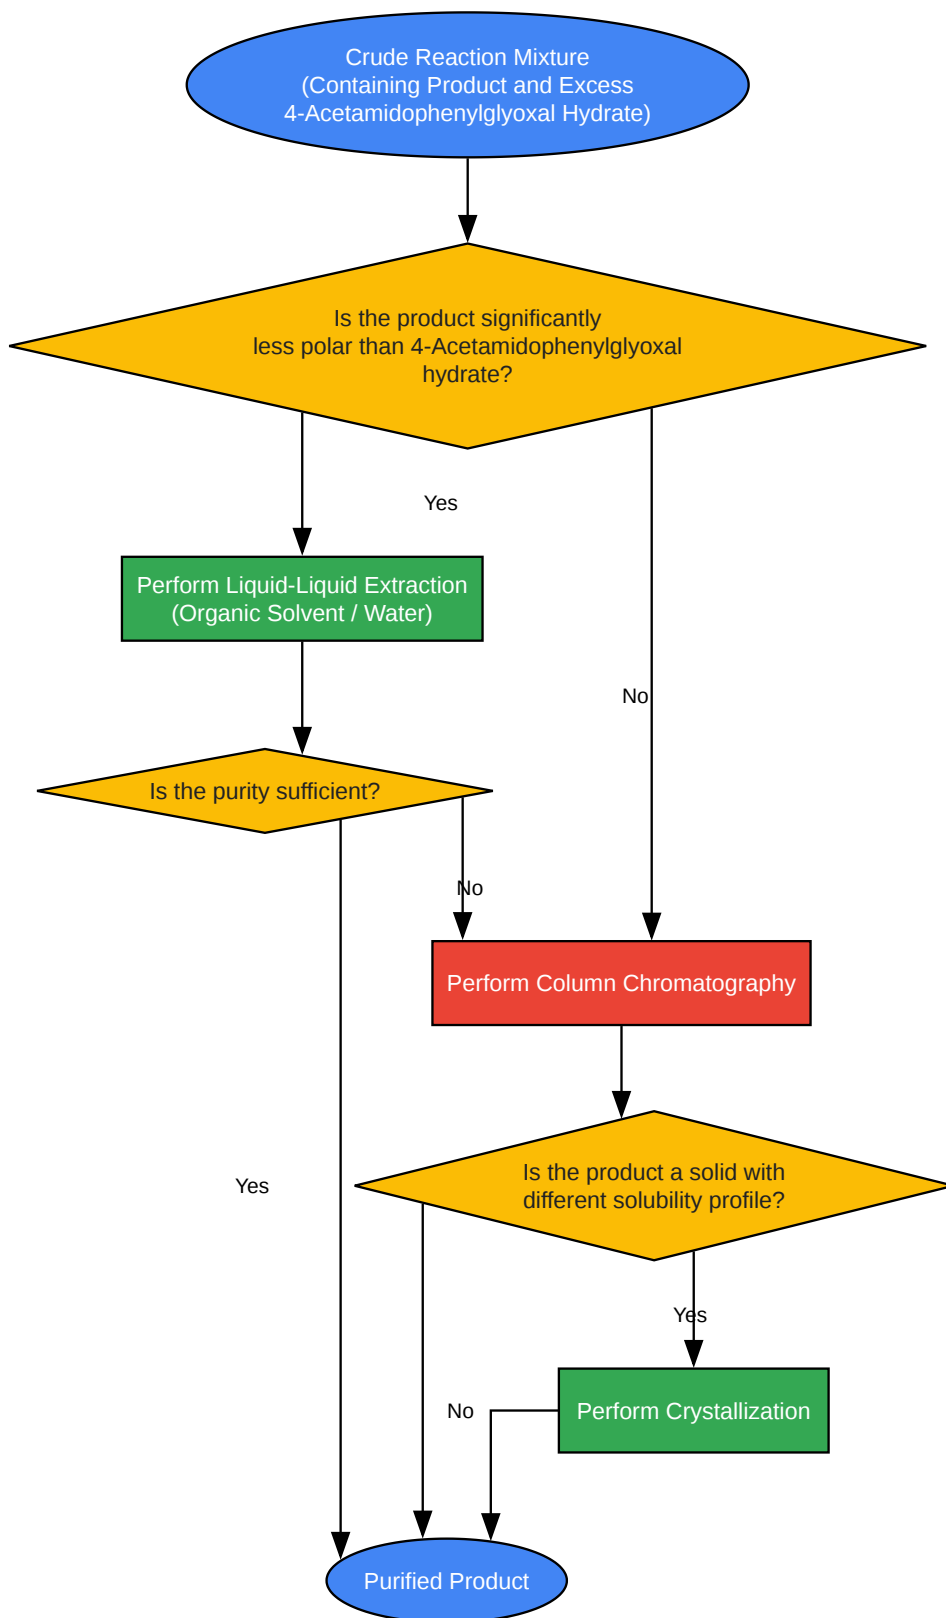 Crude Reaction Mixture
(Containing Product and Excess
4-Acetamidophenylglyoxal Hydrate)
Is the product significantly
less polar than 4-Acetamidophenylglyoxal
hydrate?
Yes
Perform Liquid-Liquid Extraction
(Organic Solvent / Water)
No
Is the purity sufficient?
No
Perform Column Chromatography
Yes
Is the product a solid with
different solubility profile?
Yes
No
Perform Crystallization
Purified Product